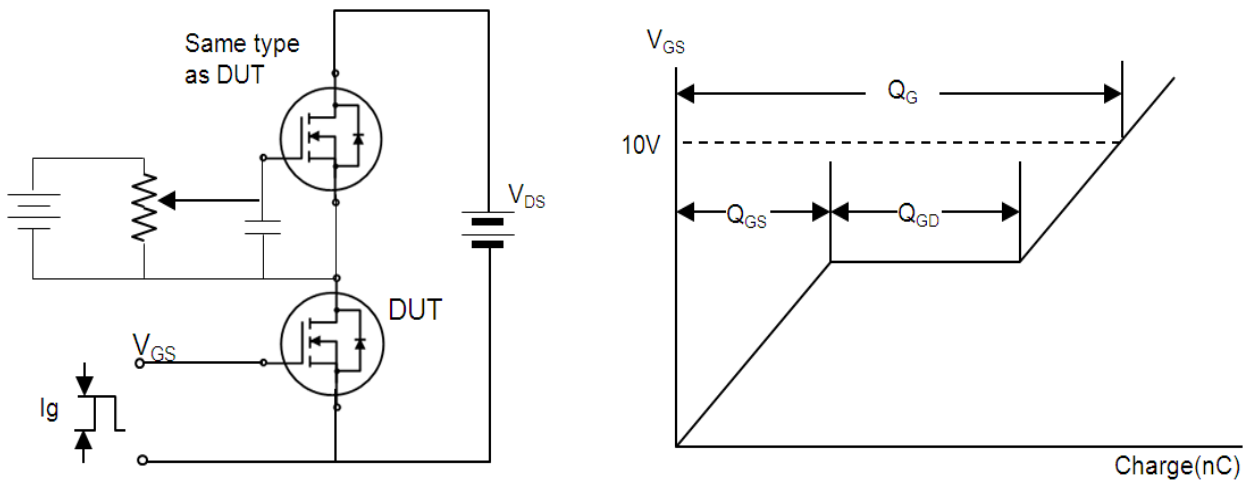 Same type
as DUT
V_DS
DUT
V_GS
Ig
V_GS
Q_G
10V
Q_GS
Q_GD
Charge(nC)